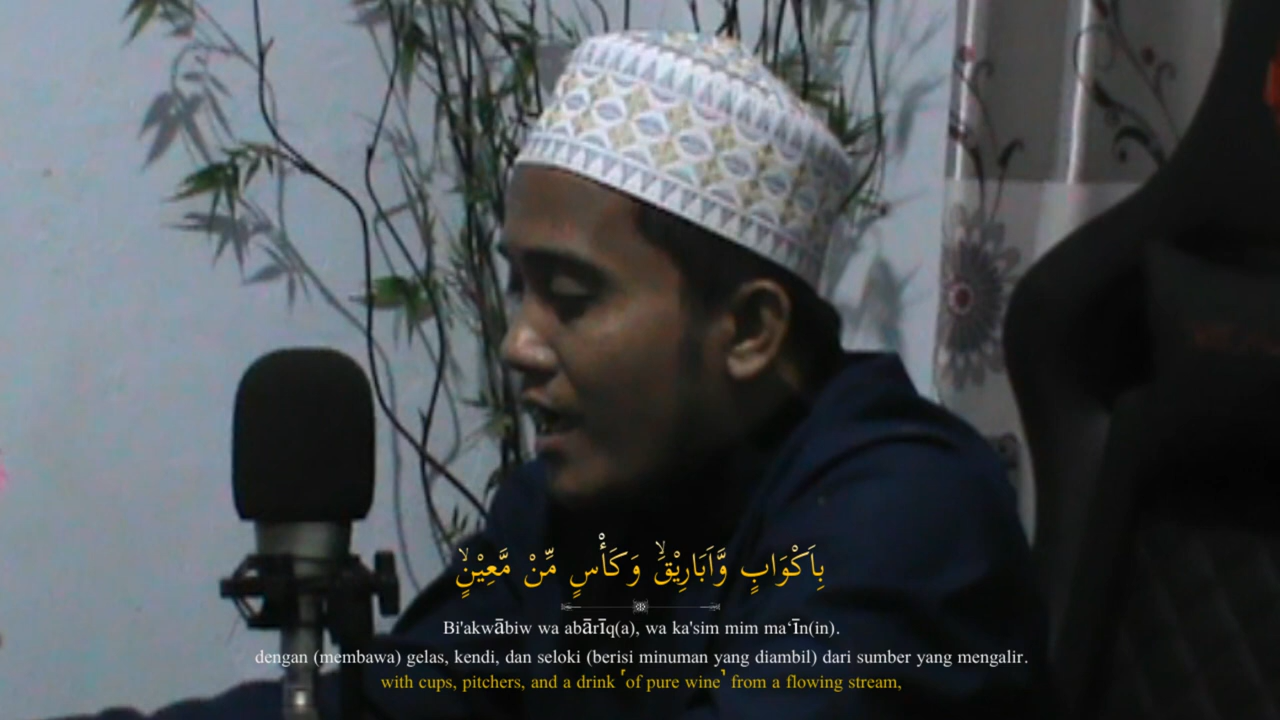 بِاَكْوَابٍ وَّاَبَارِيْقَۙ وَكَأْسٍ مِّنْ مَّعِيْنٍۙ
Bi'akwābiw wa abārīq(a), wa ka'sim mim ma‘īn(in).
dengan (membawa) gelas, kendi, dan seloki (berisi minuman yang diambil) dari sumber yang mengalir.
with cups, pitchers, and a drink ˹of pure wine˺ from a flowing stream,